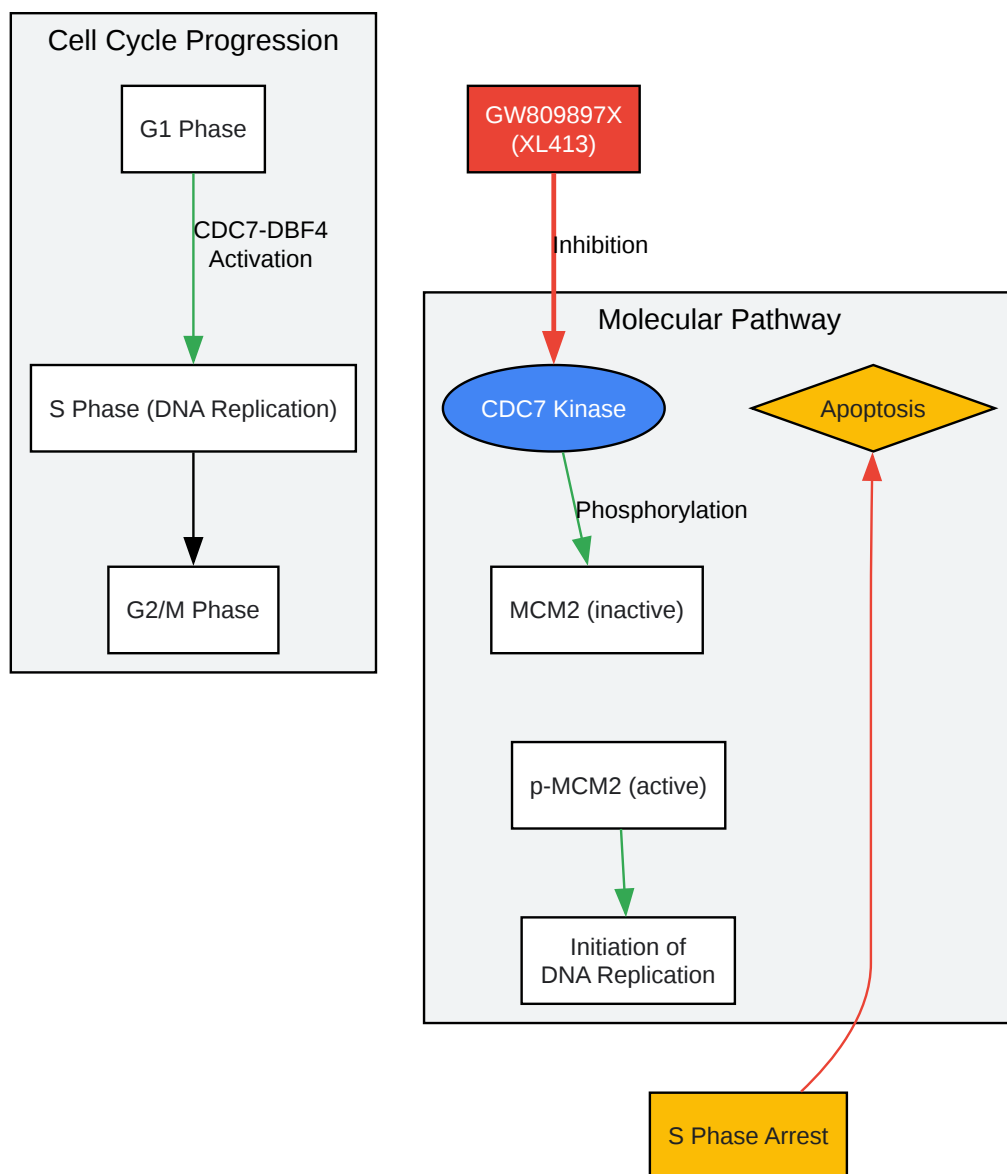 Cell Cycle Progression
G1 Phase
CDC7-DBF4
Activation
S Phase (DNA Replication)
G2/M Phase
GW809897X
(XL413)
Inhibition
Molecular Pathway
CDC7 Kinase
Apoptosis
Phosphorylation
MCM2 (inactive)
p-MCM2 (active)
Initiation of
DNA Replication
S Phase Arrest